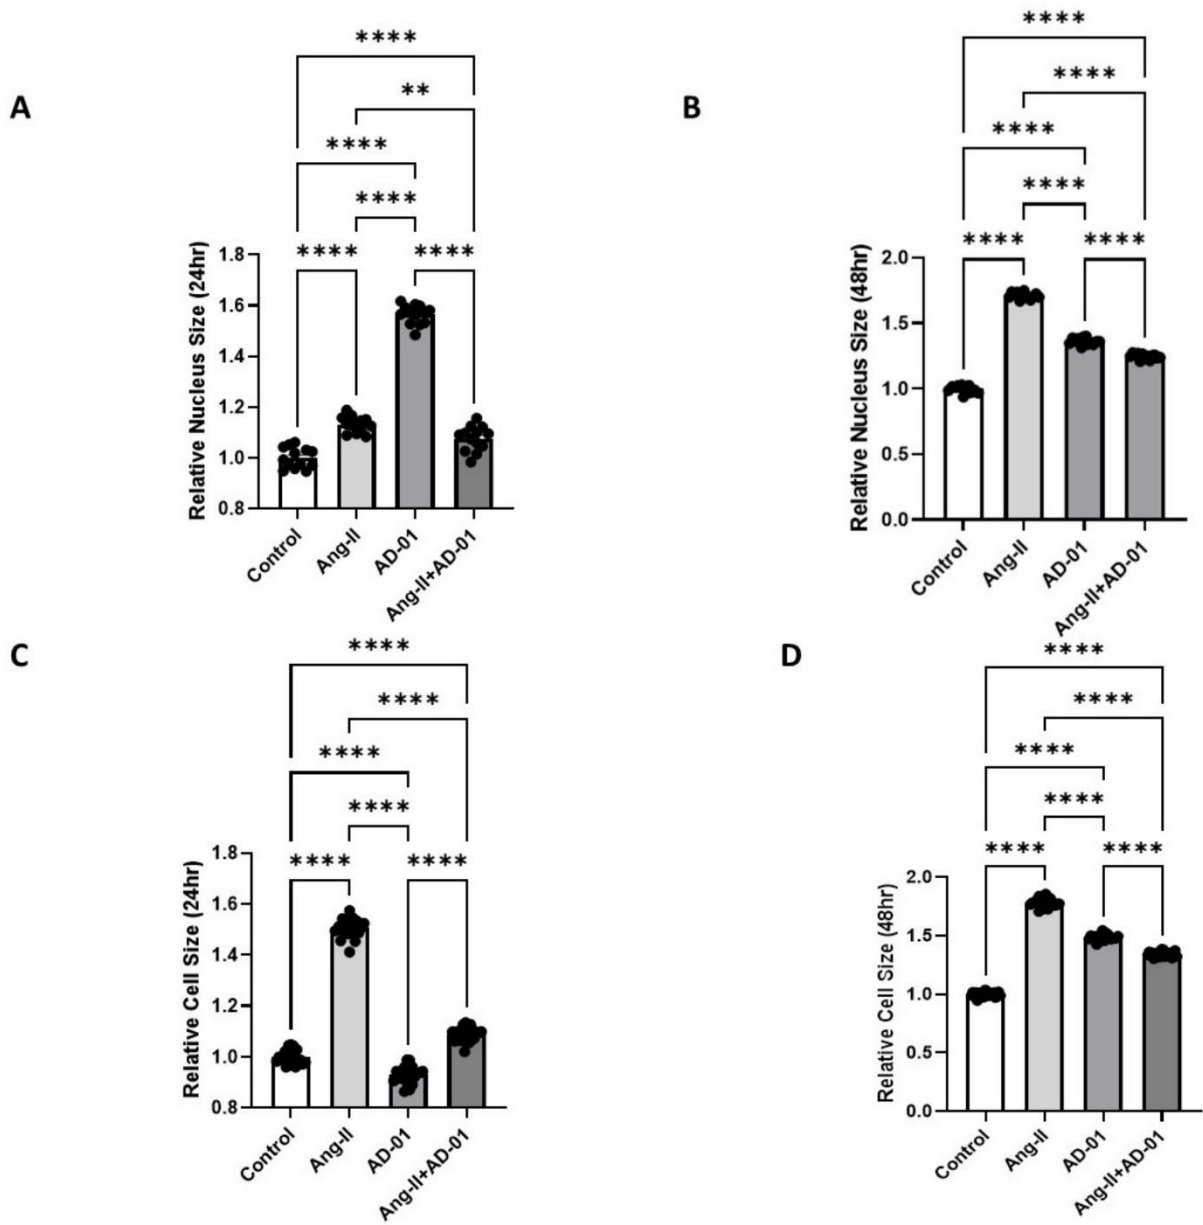 A
****
**
****
****
****
****
Relative Nucleus Size (24hr)
1.8
1.6
1.4
1.2
1.0
0.8
Control
Ang-II
AD-01
Ang-II+AD-01
B
****
****
****
****
****
****
Relative Nucleus Size (48hr)
2.0
1.5
1.0
0.5
0.0
Control
Ang-II
AD-01
Ang-II+AD-01
C
****
****
****
****
****
****
Relative Cell Size (24hr)
1.8
1.6
1.4
1.2
1.0
0.8
Control
Ang-II
AD-01
Ang-II+AD-01
D
****
****
****
****
****
****
Relative Cell Size (48hr)
2.0
1.5
1.0
0.5
0.0
Control
Ang-II
AD-01
Ang-II+AD-01